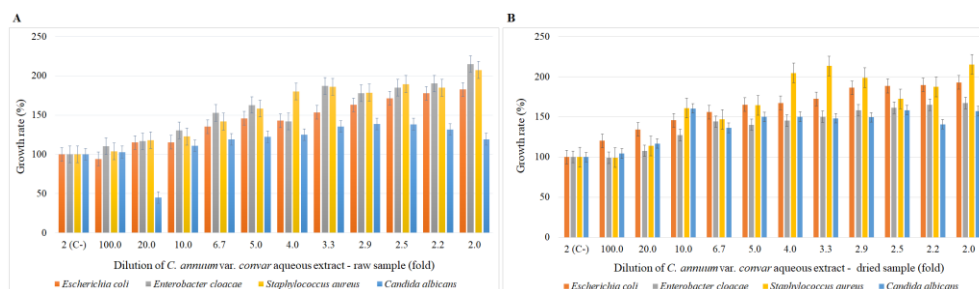 A
250
200
150
100
50
0
Growth rate (%)
2 (C-) 100.0 20.0 10.0 6.7 5.0 4.0 3.3 2.9 2.5 2.2 2.0
Dilution of C. annuum var. convar aqueous extract - raw sample (fold)
Escherichia coli Enterobacter cloacae Staphylococcus aureus Candida albicans
B
250
200
150
100
50
0
Growth rate (%)
2 (C-) 100.0 20.0 10.0 6.7 5.0 4.0 3.3 2.9 2.5 2.2 2.0
Dilution of C. annuum var. convar aqueous extract - dried sample (fold)
Escherichia coli Enterobacter cloacae Staphylococcus aureus Candida albicans